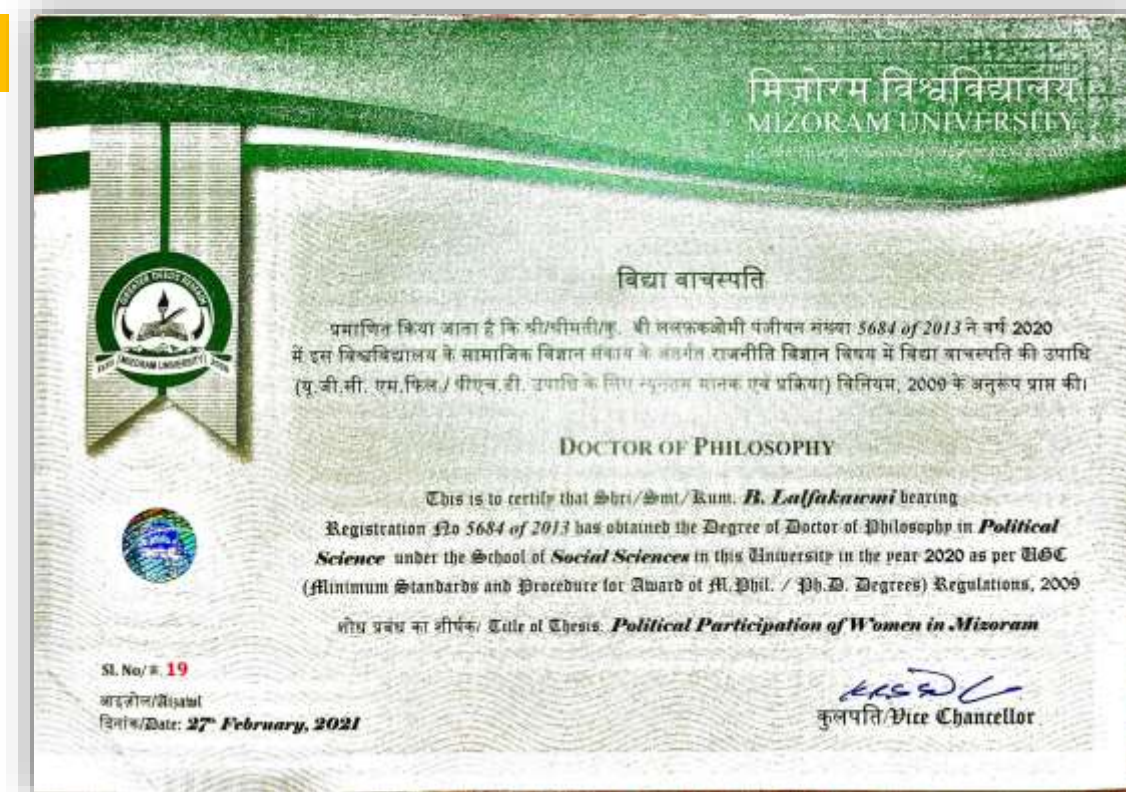 मिज़ोरम विश्वविद्यालय
MIZORAM UNIVERSITY
MIZORAM UNIVERSITY
विद्या वाचस्पति
प्रमाणित किया जाता है कि श्री/श्रीमती/कु. बी ललफकओमी पंजीयन संख्या 5684 of 2013 ने वर्ष 2020
में इस विश्वविद्यालय के सामाजिक विज्ञान संकाय के अंतर्गत राजनीति विज्ञान विषय में विद्या वाचस्पति की उपाधि
(यू.जी.सी. एम.फिल./ पीएच.डी. उपाधि के लिए न्यूनतम मानक एवं प्रक्रिया) विनियम, 2009 के अनुरूप प्राप्त की।
DOCTOR OF PHILOSOPHY
This is to certify that Shri/Smt/Kum. B. Lalfakawmi bearing
Registration No 5684 of 2013 has obtained the Degree of Doctor of Philosophy in Political
Science under the School of Social Sciences in this University in the year 2020 as per UGC
(Minimum Standards and Procedure for Award of M.Phil. / Ph.D. Degrees) Regulations, 2009
शोध प्रबंध का शीर्षक/ Title of Thesis. Political Participation of Women in Mizoram
Sl. No/क्र. 19
आइज़ोल/Aizawl
दिनांक/Date: 27th February, 2021
कुलपति/Vice Chancellor